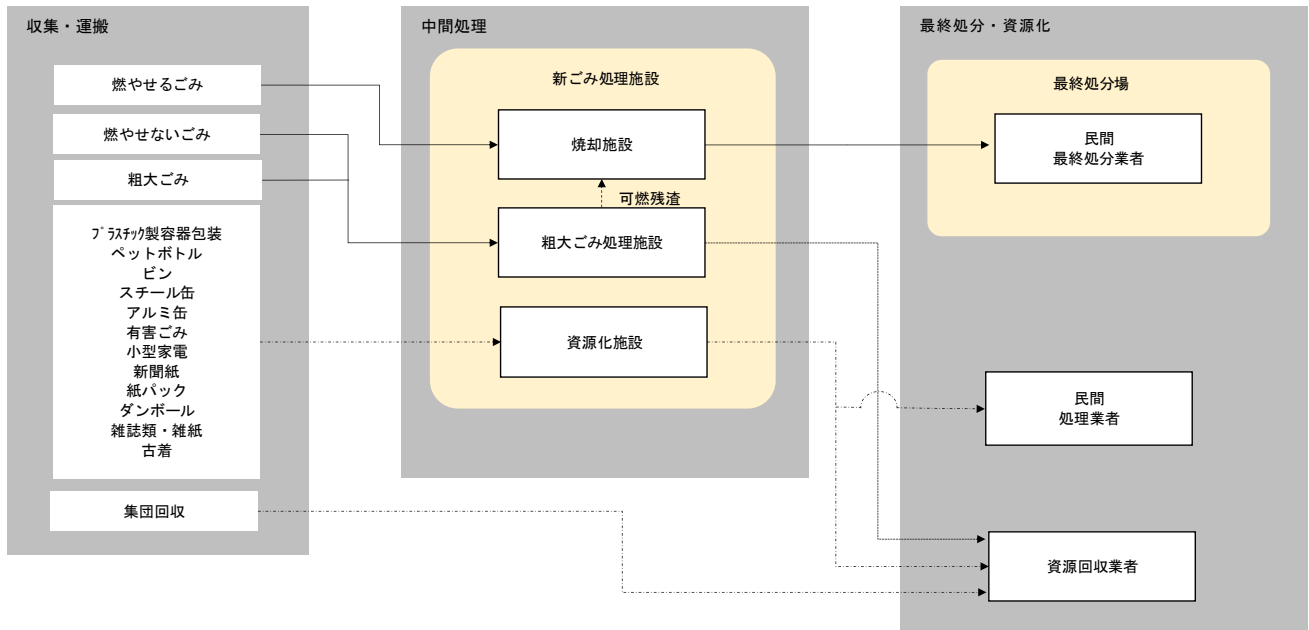 収集・運搬
燃やせるごみ
燃やせないごみ
粗大ごみ
プラスチック製容器包装
ペットボトル
ビン
スチール缶
アルミ缶
有害ごみ
小型家電
新聞紙
紙パック
ダンボール
雑誌類・雑紙
古着
集団回収
中間処理
新ごみ処理施設
焼却施設
可燃残渣
粗大ごみ処理施設
資源化施設
最終処分・資源化
最終処分場
民間
最終処分業者
民間
処理業者
資源回収業者